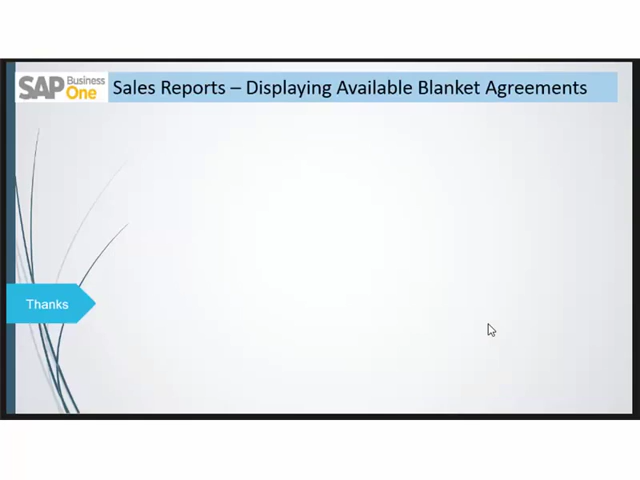 SAP Business One
Sales Reports – Displaying Available Blanket Agreements
Thanks